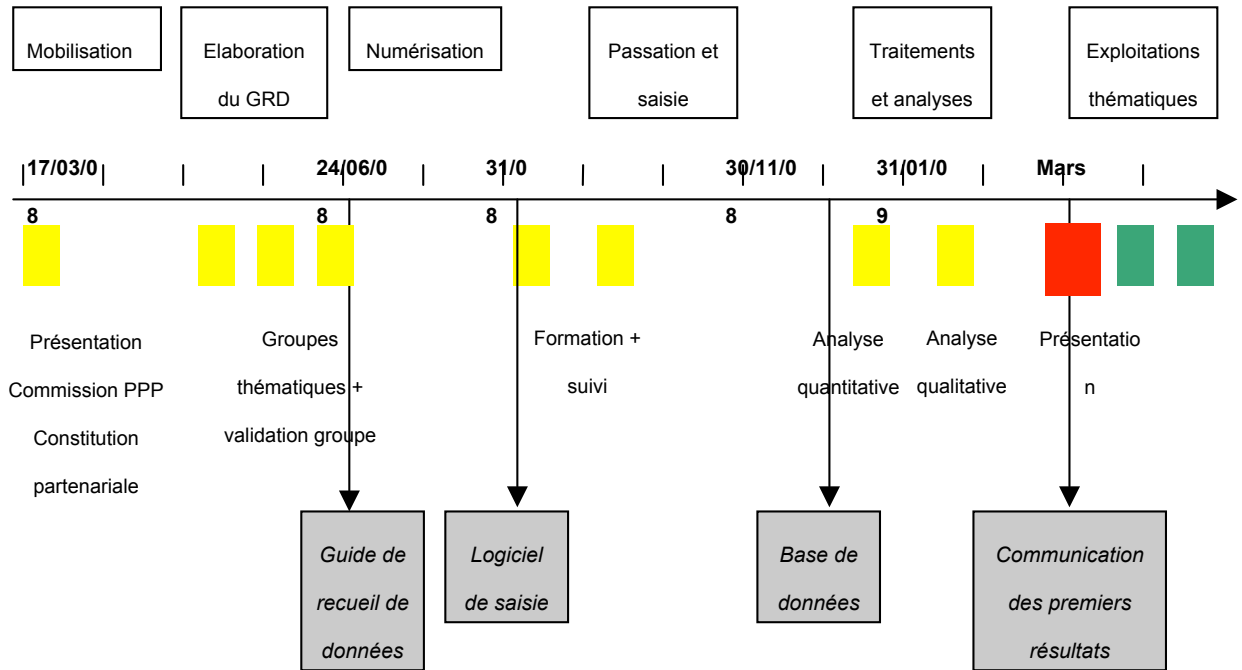 Mobilisation
Elaboration
du GRD
Numérisation
Passation et
saisie
Traitements
et analyses
Exploitations
thématiques
17/03/0
8
24/06/0
8
31/0
8
30/11/0
8
31/01/0
9
Mars
Présentation
Commission PPP
Constitution
partenariale
Groupes
thématiques +
validation groupe
Formation +
suivi
Analyse
quantitative
Analyse
qualitative
Présentatio
n
Guide de
recueil de
données
Logiciel
de saisie
Base de
données
Communication
des premiers
résultats